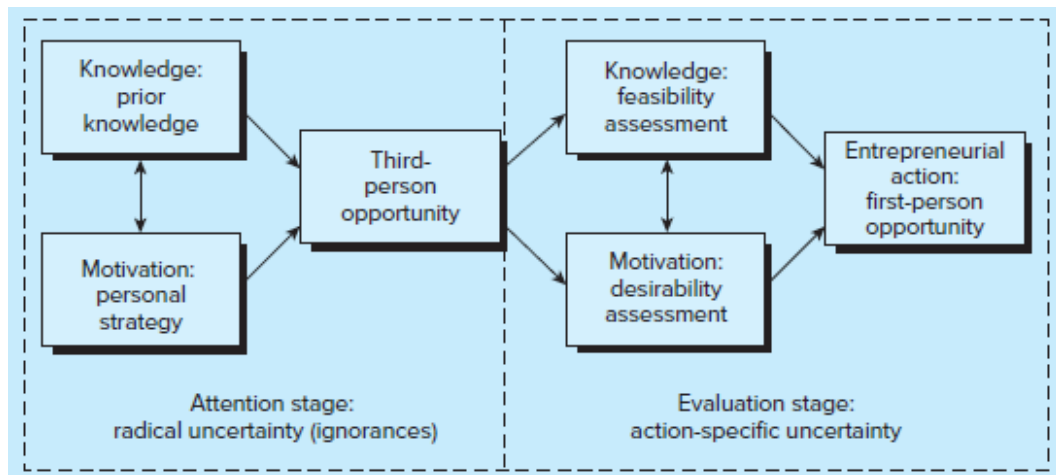 Knowledge:
prior
knowledge
Motivation:
personal
strategy
Third-
person
opportunity
Attention stage:
radical uncertainty (ignorances)
Knowledge:
feasibility
assessment
Motivation:
desirability
assessment
Entrepreneurial
action:
first-person
opportunity
Evaluation stage:
action-specific uncertainty